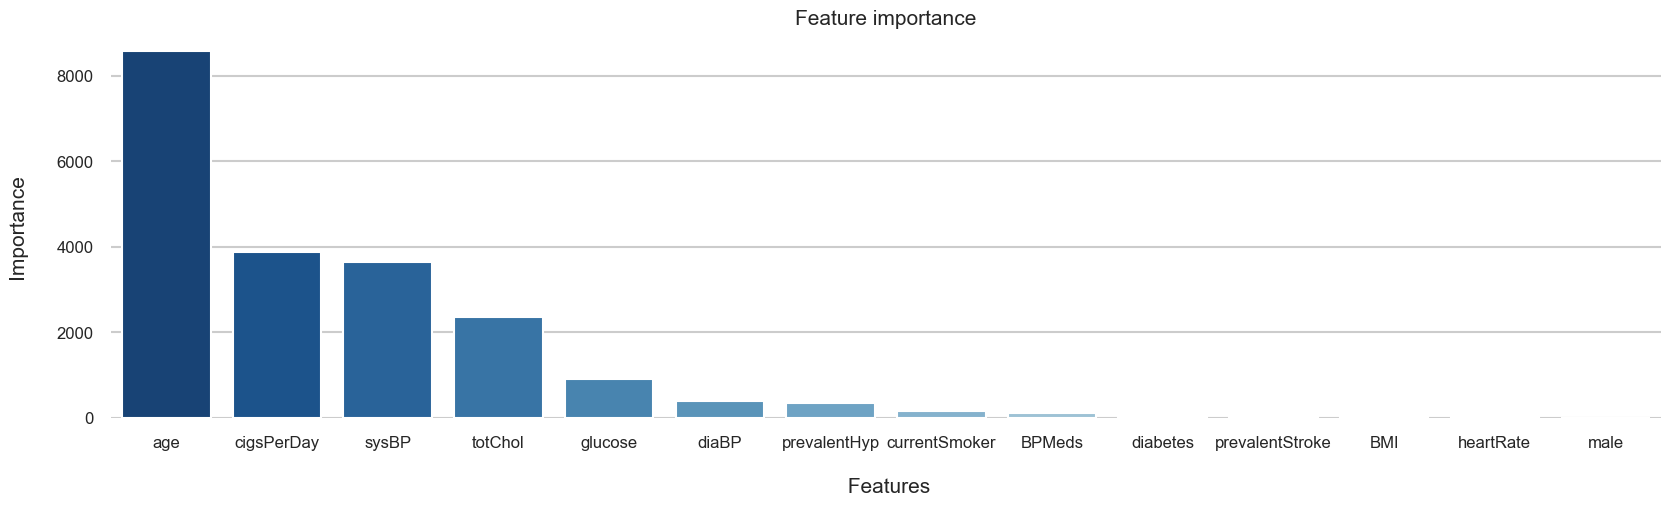 Feature importance
8000
6000
4000
2000
0
Importance
age cigsPerDay sysBP totChol glucose diaBP prevalentHyp currentSmoker BPMeds diabetes prevalentStroke BMI heartRate male
Features